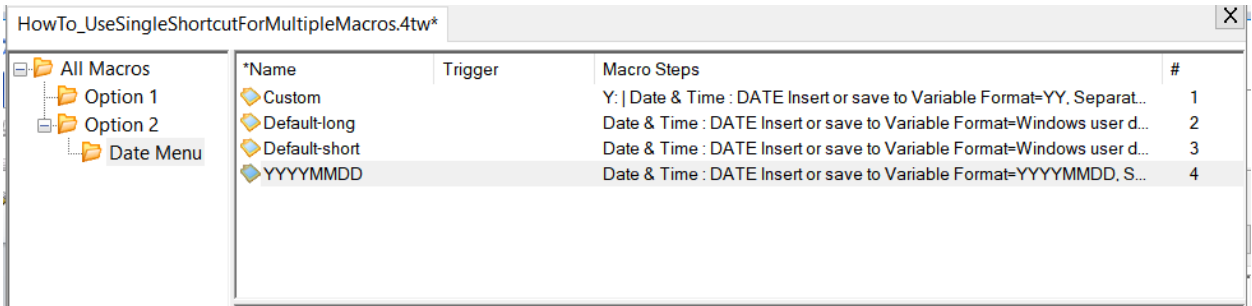 HowTo_UseSingleShortcutForMultipleMacros.4tw*
X
All Macros
Option 1
Option 2
Date Menu
*Name Trigger Macro Steps #
Custom Y: | Date & Time : DATE Insert or save to Variable Format=YY, Separat... 1
Default-long Date & Time : DATE Insert or save to Variable Format=Windows user d... 2
Default-short Date & Time : DATE Insert or save to Variable Format=Windows user d... 3
YYYYMMDD Date & Time : DATE Insert or save to Variable Format=YYYYMMDD, S... 4